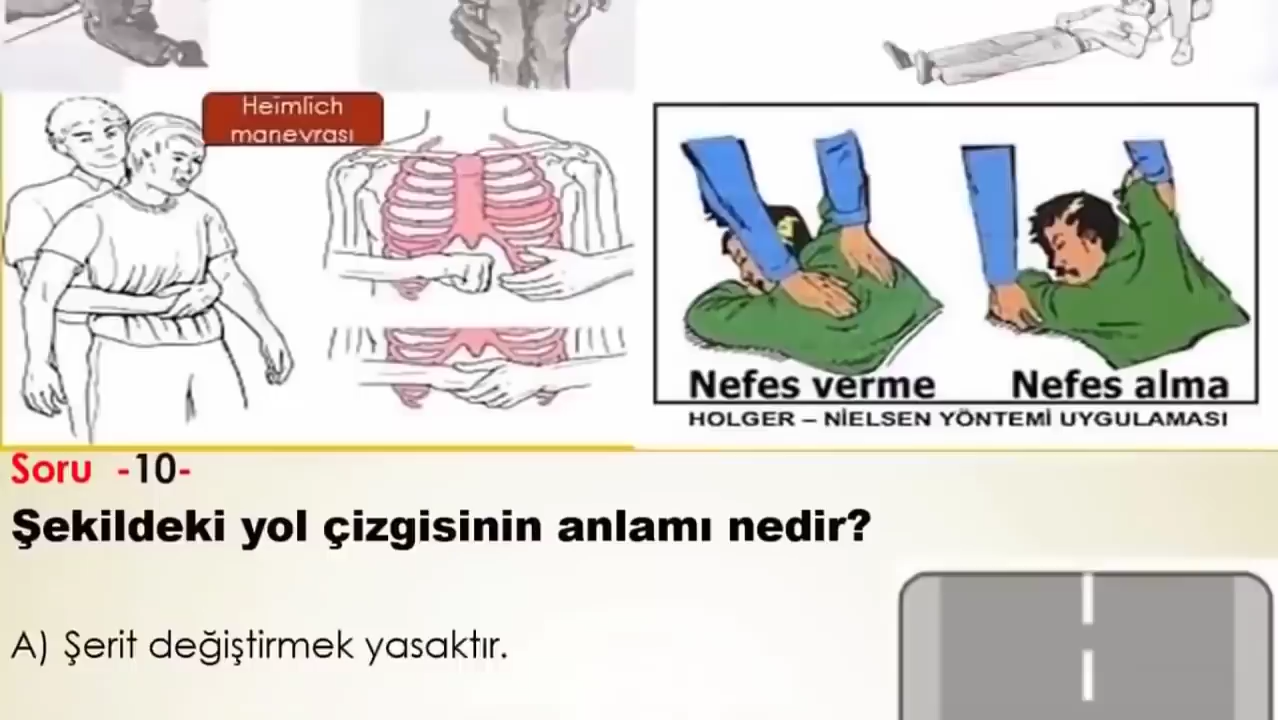 Heimlich
manevrası
Nefes verme
Nefes alma
HOLGER – NİELSEN YÖNTEMİ UYGULAMASI
Soru -10-
Şekildeki yol çizgisinin anlamı nedir?
A) Şerit değiştirmek yasaktır.